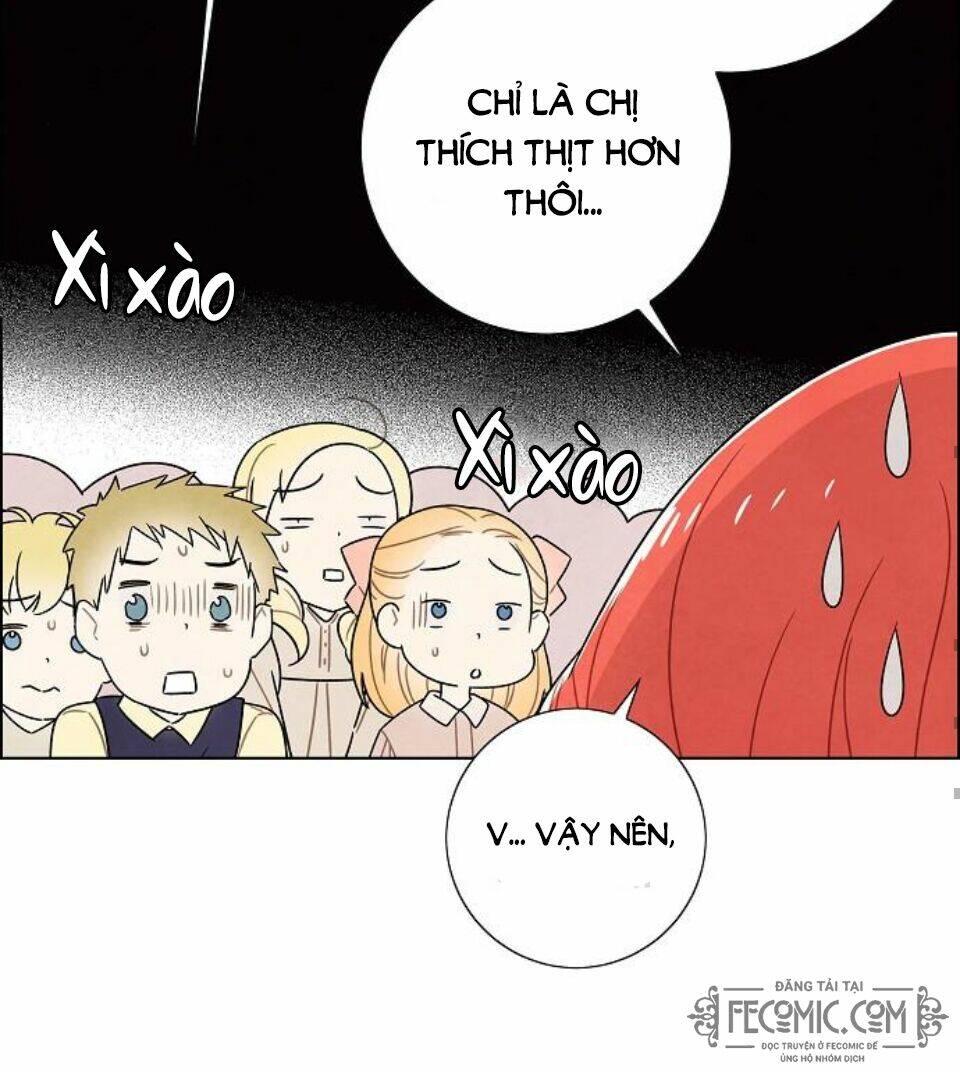 CHỈ LÀ CHỊ
THÍCH THỊT HƠN
THÔI...
Xì xào
Xì xào
V... VẬY NÊN,
ĐĂNG TẢI TẠI
FECOMIC.COM
ĐỌC TRUYỆN Ở FECOMIC ĐỂ
ỦNG HỘ NHÓM DỊCH